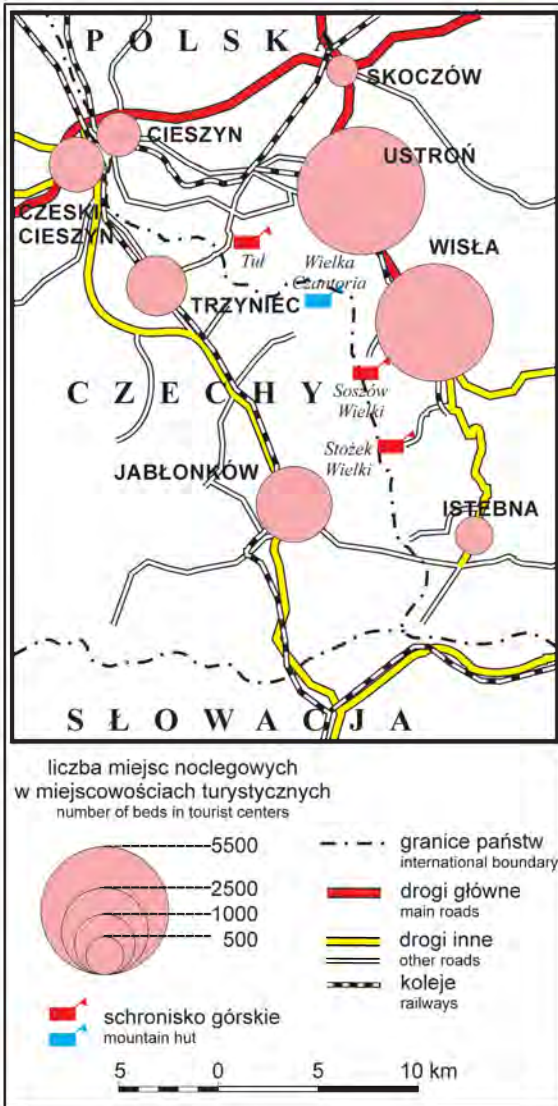 POLSKA
SKOCZÓW
CIESZYN
USTROŃ
CZESKI
CIESZYN
WISŁA
Tuł
Wielka
Czantoria
TRZYNIEC
CZECHY
Soszów
Wielki
Stożek
Wielki
JABŁONKÓW
ISTEBNA
SŁOWACJA
liczba miejsc noclegowych
w miejscowościach turystycznych
number of beds in tourist centers
5500
2500
1000
500
granice państw
international boundary
drogi główne
main roads
drogi inne
other roads
koleje
railways
schronisko górskie
mountain hut
5 0 5 10 km